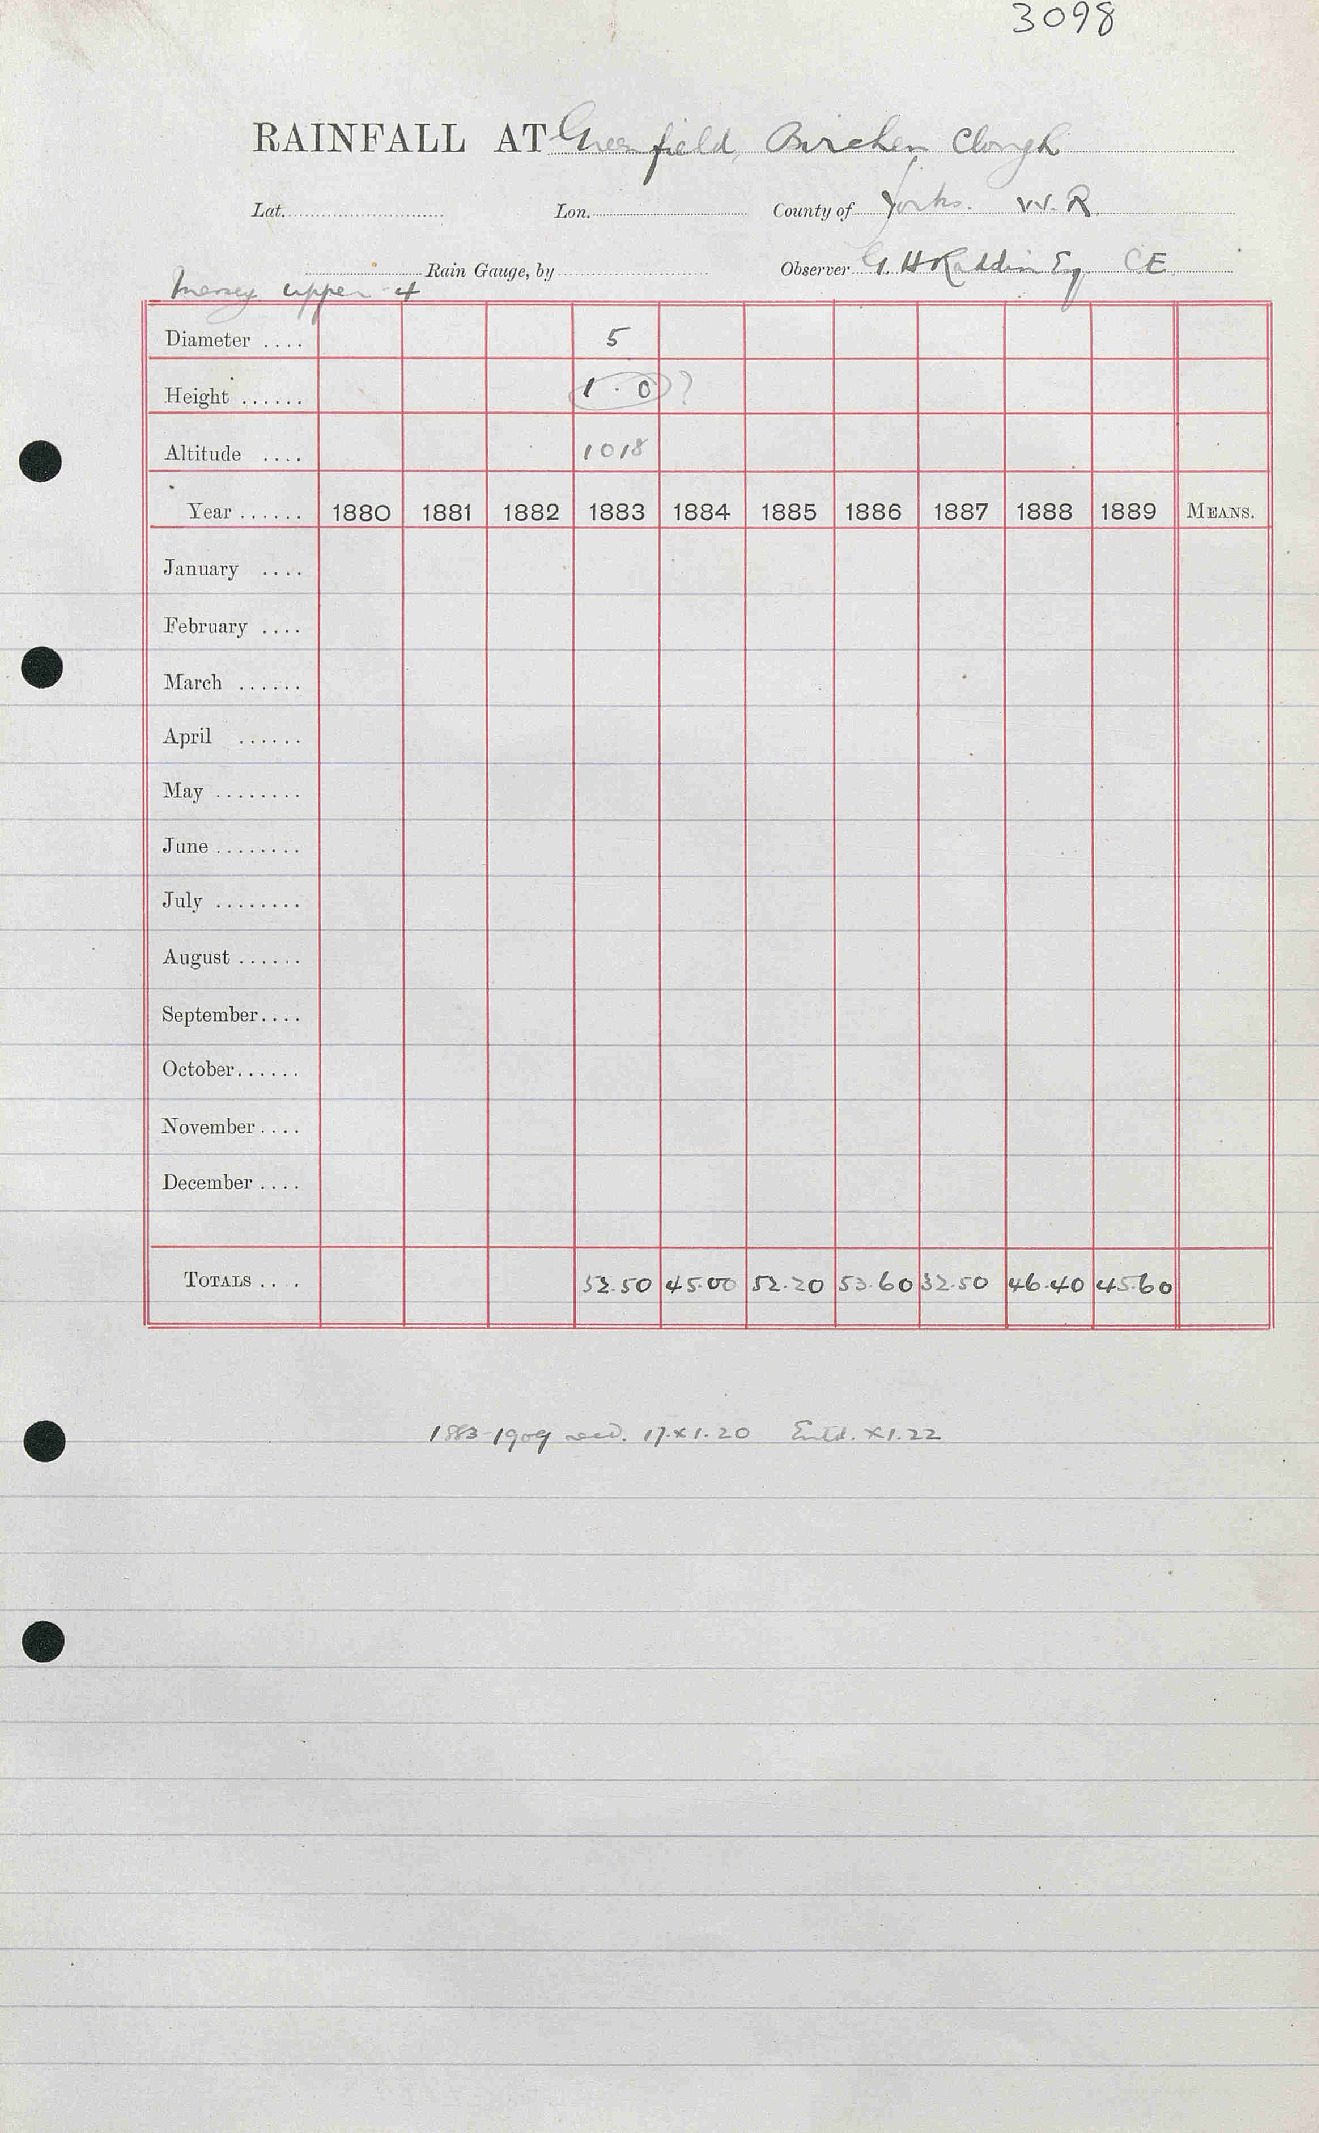 3098
RAINFALL AT Greenfield, Birchen Clough
Lat. Lon. County of Yorks. W. R.
Rain Gauge, by Observer G. H. Raddin Esq CE
Mersey upper 4
Diameter .... 5
Height ...... 1 . 0 ?
Altitude .... 1018
Year ...... 1880 1881 1882 1883 1884 1885 1886 1887 1888 1889 MEANS.
January ....
February ....
March ......
April ......
May ........
June ........
July ........
August ......
September....
October......
November....
December ....
TOTALS .... 52.50 45.00 52.20 53.60 32.50 46.40 45.60
1883-1909 recd. 17.XI.20 Entd. XI.22